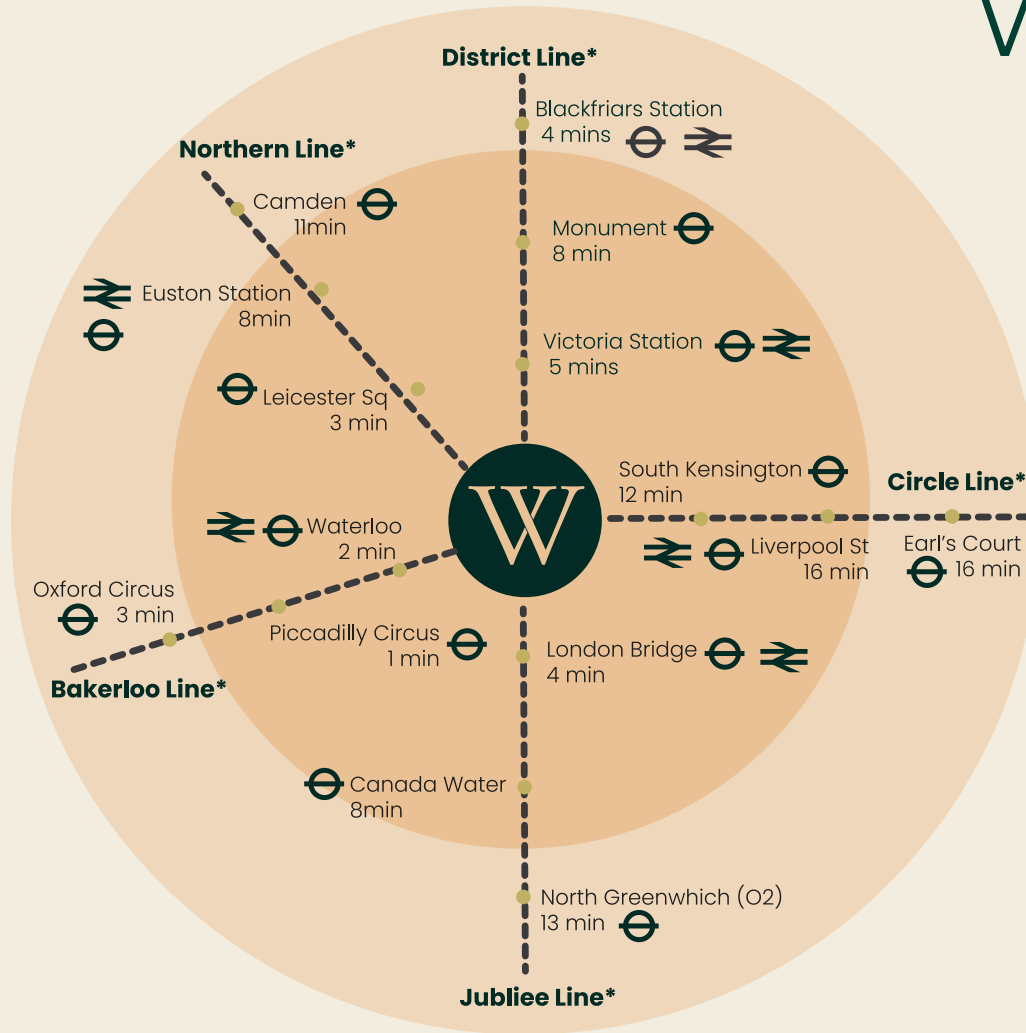 V
District Line*
Blackfriars Station
4 mins
Northern Line*
Camden
11min
Monument
8 min
Euston Station
8min
Victoria Station
5 mins
Leicester Sq
3 min
South Kensington
12 min
Circle Line*
W
Waterloo
2 min
Liverpool St
16 min
Earl's Court
16 min
Oxford Circus
3 min
Piccadilly Circus
1 min
London Bridge
4 min
Bakerloo Line*
Canada Water
8min
North Greenwhich (O2)
13 min
Jubliee Line*